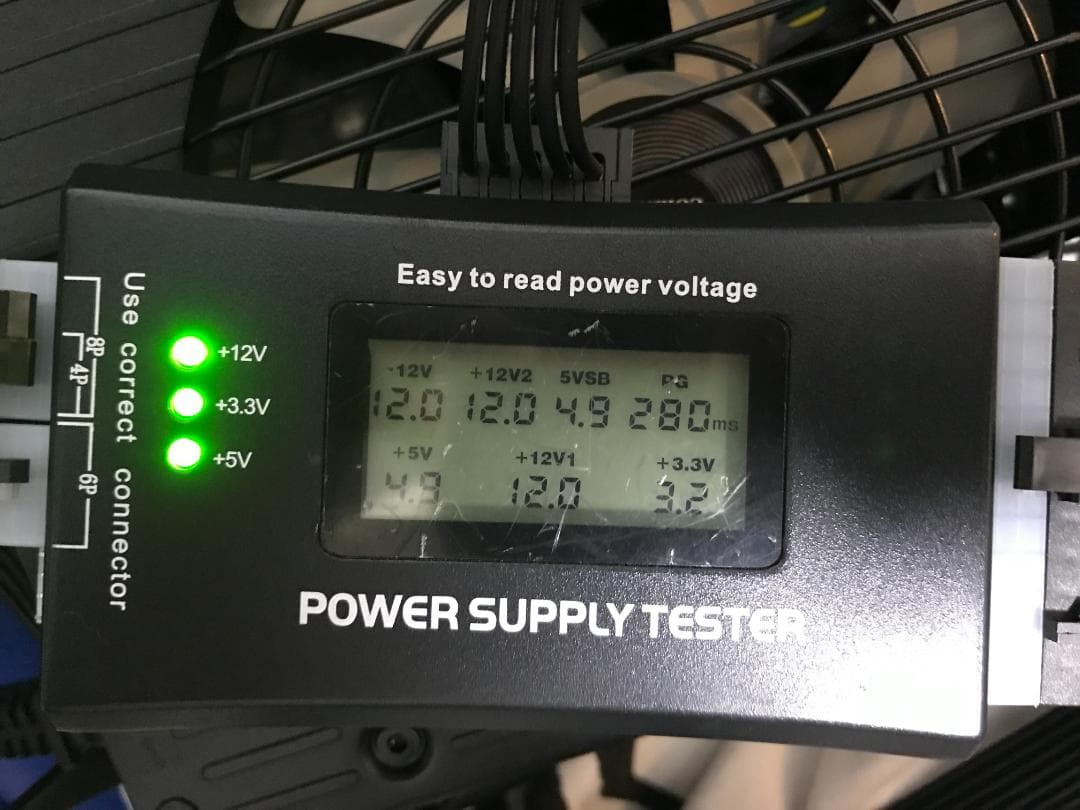 Easy to read power voltage
Use correct connector
8P
4P
6P
+12V
+3.3V
+5V
-12V +12V2 5VSB PG
12.0 12.0 4.9 280ms
+5V +12V1 +3.3V
4.9 12.0 3.2
POWER SUPPLY TESTER